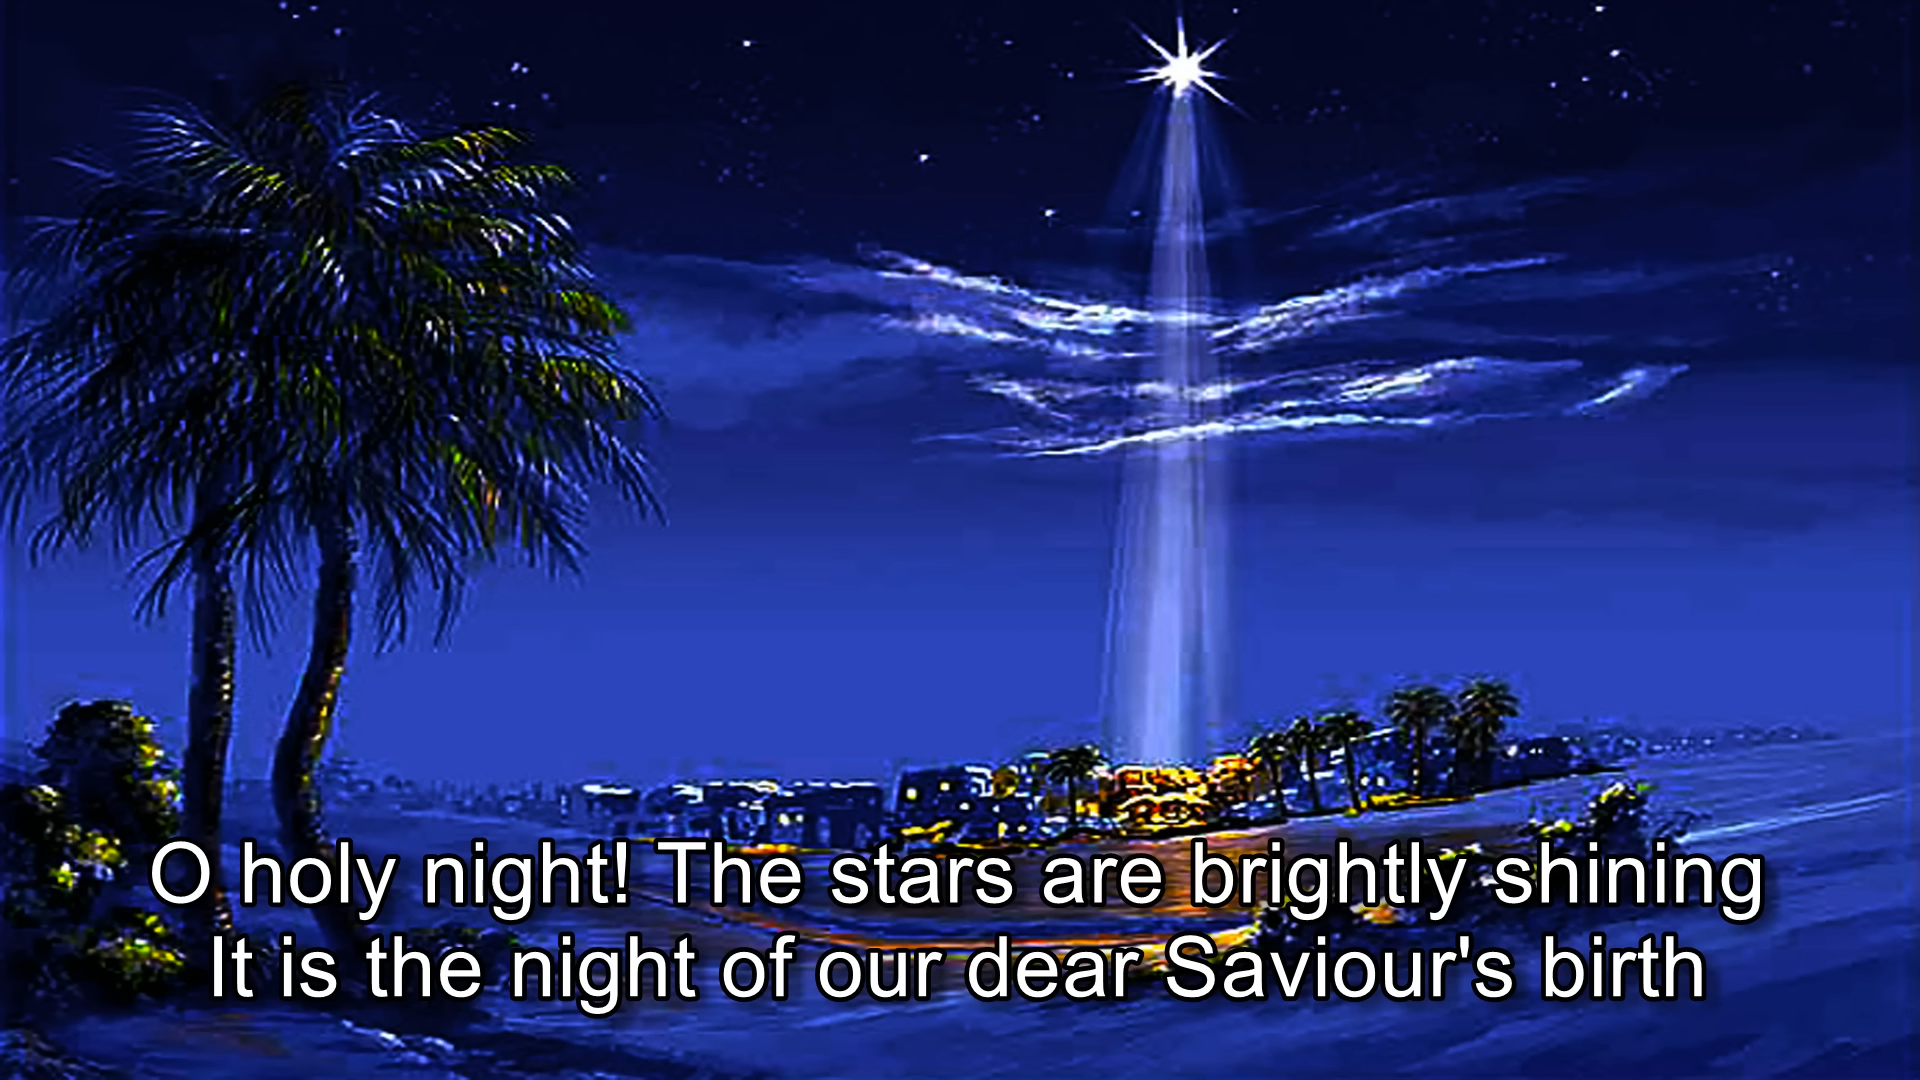 O holy night! The stars are brightly shining
It is the night of our dear Saviour's birth